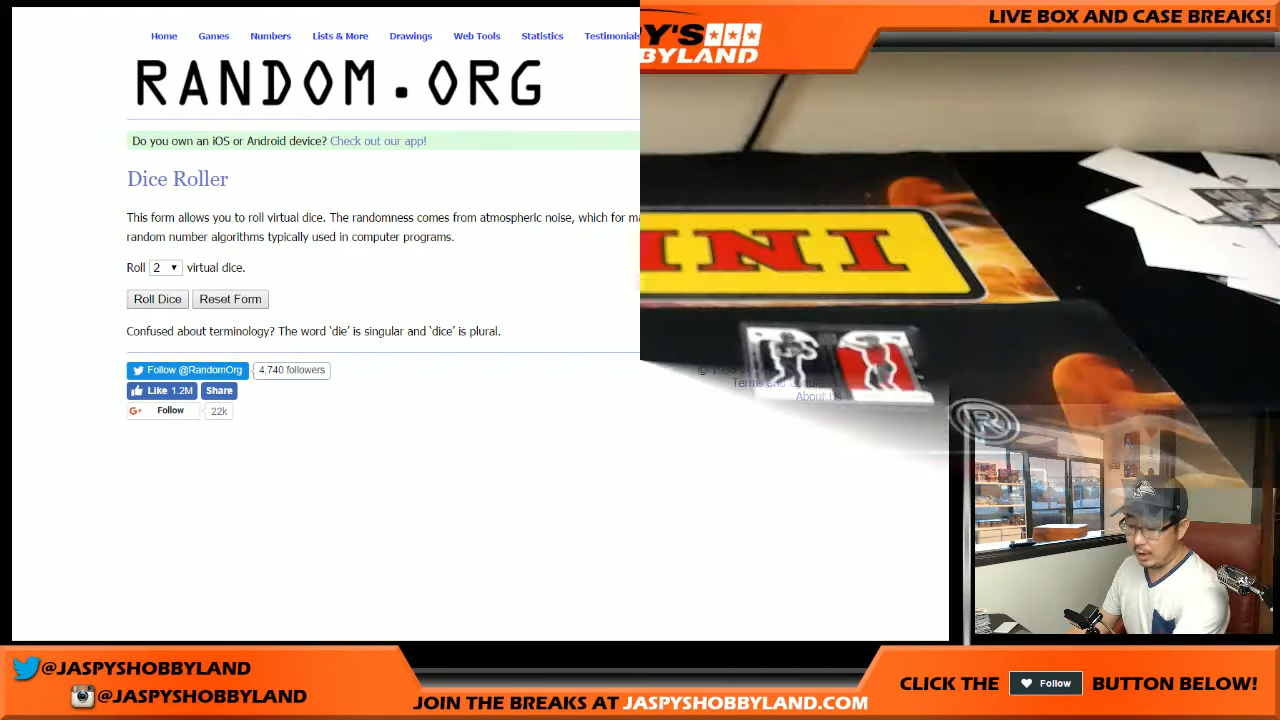 Home Games Numbers Lists & More Drawings Web Tools Statistics Testimonials
RANDOM.ORG
Do you own an iOS or Android device? Check out our app!
Dice Roller
This form allows you to roll virtual dice. The randomness comes from atmospheric noise, which for
random number algorithms typically used in computer programs.
Roll 2 virtual dice.
Roll Dice Reset Form
Confused about terminology? The word 'die' is singular and 'dice' is plural.
Follow @RandomOrg 4,740 followers
Like 1.2M Share
G+ Follow 22k
Terms and
About Us
LIVE BOX AND CASE BREAKS!
Y'S
BYLAND
INI
®
@JASPYSHOBBYLAND
@JASPYSHOBBYLAND
JOIN THE BREAKS AT JASPYSHOBBYLAND.COM
CLICK THE Follow BUTTON BELOW!